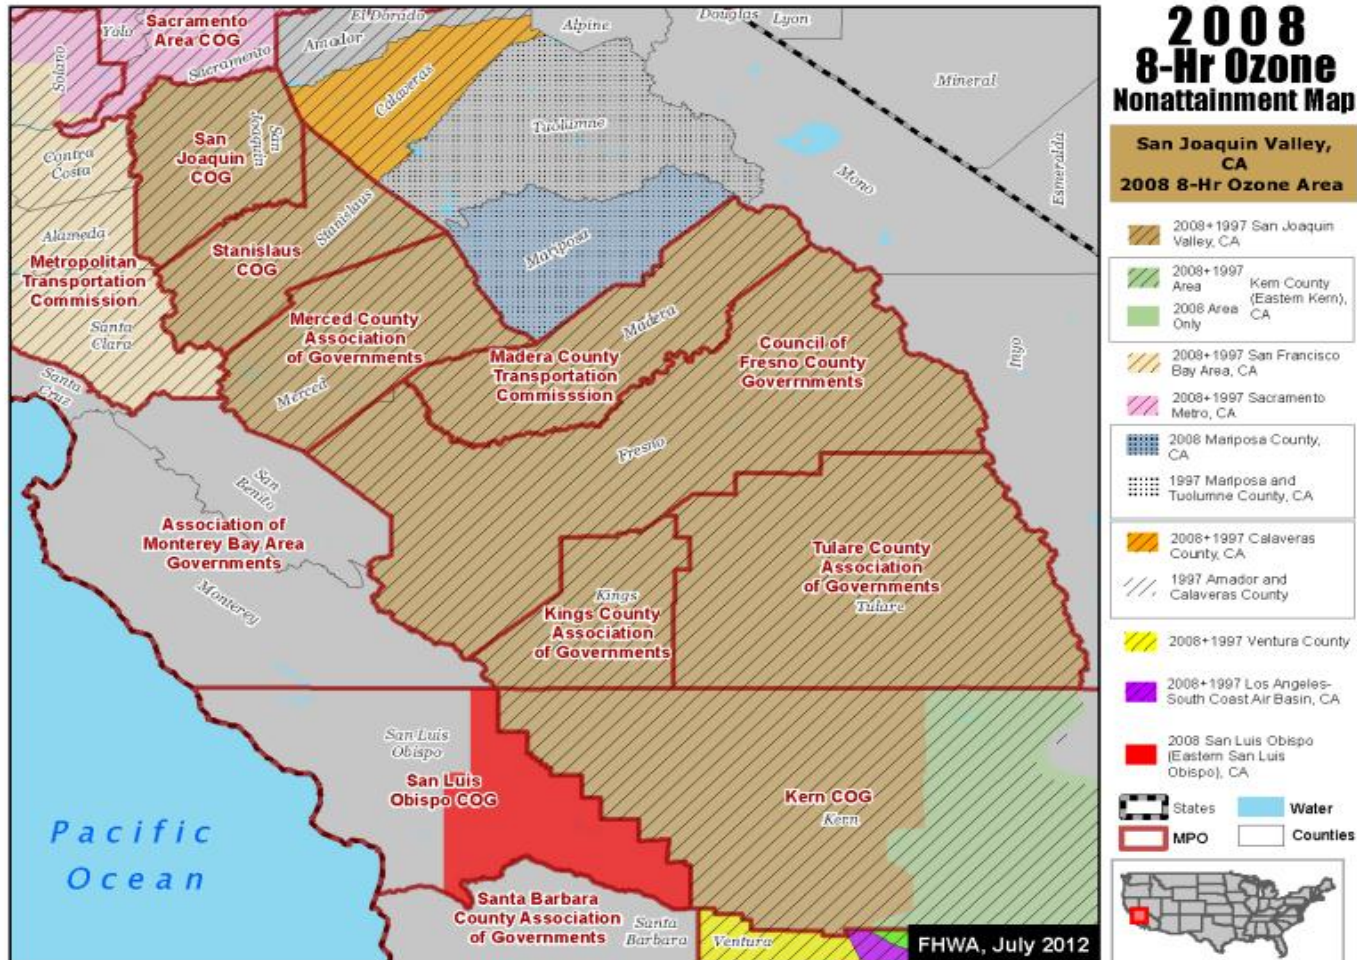 Sacramento
Area COG
Yolo
Solano
Sacramento
El Dorado
Amador
Alpine
Douglas
Lyon
Mineral
Esmeralda
Calaveras
Tuolumne
Mono
San
Joaquin
COG
San
Joaquin
Contra
Costa
Alameda
Metropolitan
Transportation
Commission
Santa
Clara
Stanislaus
Stanislaus
COG
Mariposa
Merced County
Association
of Governments
Merced
Madera
Madera County
Transportation
Commisssion
Council of
Fresno County
Goverrnments
Inyo
Santa
Cruz
Fresno
San
Benito
Association of
Monterey Bay Area
Governments
Monterey
Tulare County
Association
of Governments
Tulare
Kings
Kings County
Association
of Governments
San Luis
Obispo
San Luis
Obispo COG
Kern COG
Kern
Pacific
Ocean
Santa Barbara
County Association
of Governments
Santa
Barbara
Ventura
FHWA, July 2012
2008
8-Hr Ozone
Nonattainment Map
San Joaquin Valley,
CA
2008 8-Hr Ozone Area
2008+1997 San Joaquin
Valley, CA
2008+1997
Area
2008 Area
Only
Kern County
(Eastern Kern),
CA
2008+1997 San Francisco
Bay Area, CA
2008+1997 Sacramento
Metro, CA
2008 Mariposa County,
CA
1997 Mariposa and
Tuolumne County, CA
2008+1997 Calaveras
County, CA
1997 Amador and
Calaveras County
2008+1997 Ventura County
2008+1997 Los Angeles-
South Coast Air Basin, CA
2008 San Luis Obispo
(Eastern San Luis
Obispo), CA
States
Water
MPO
Counties